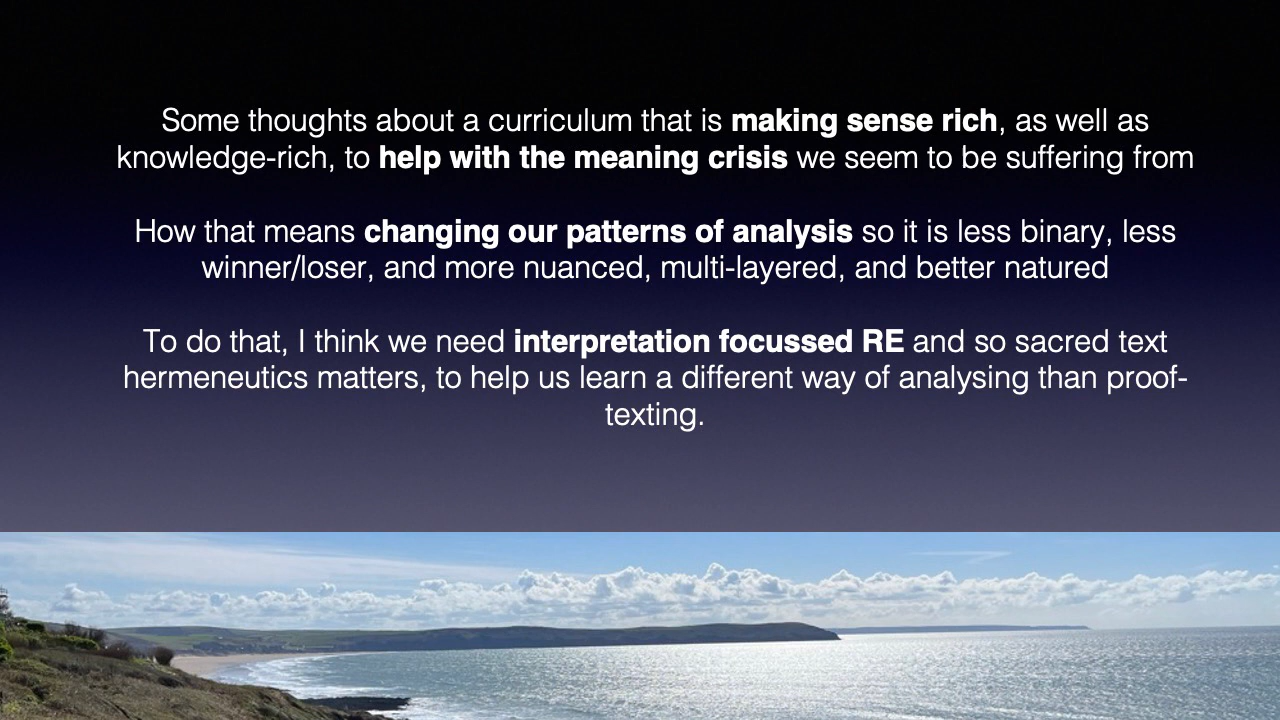 Some thoughts about a curriculum that is making sense rich, as well as
knowledge-rich, to help with the meaning crisis we seem to be suffering from
How that means changing our patterns of analysis so it is less binary, less
winner/loser, and more nuanced, multi-layered, and better natured
To do that, I think we need interpretation focussed RE and so sacred text
hermeneutics matters, to help us learn a different way of analysing than proof-
texting.